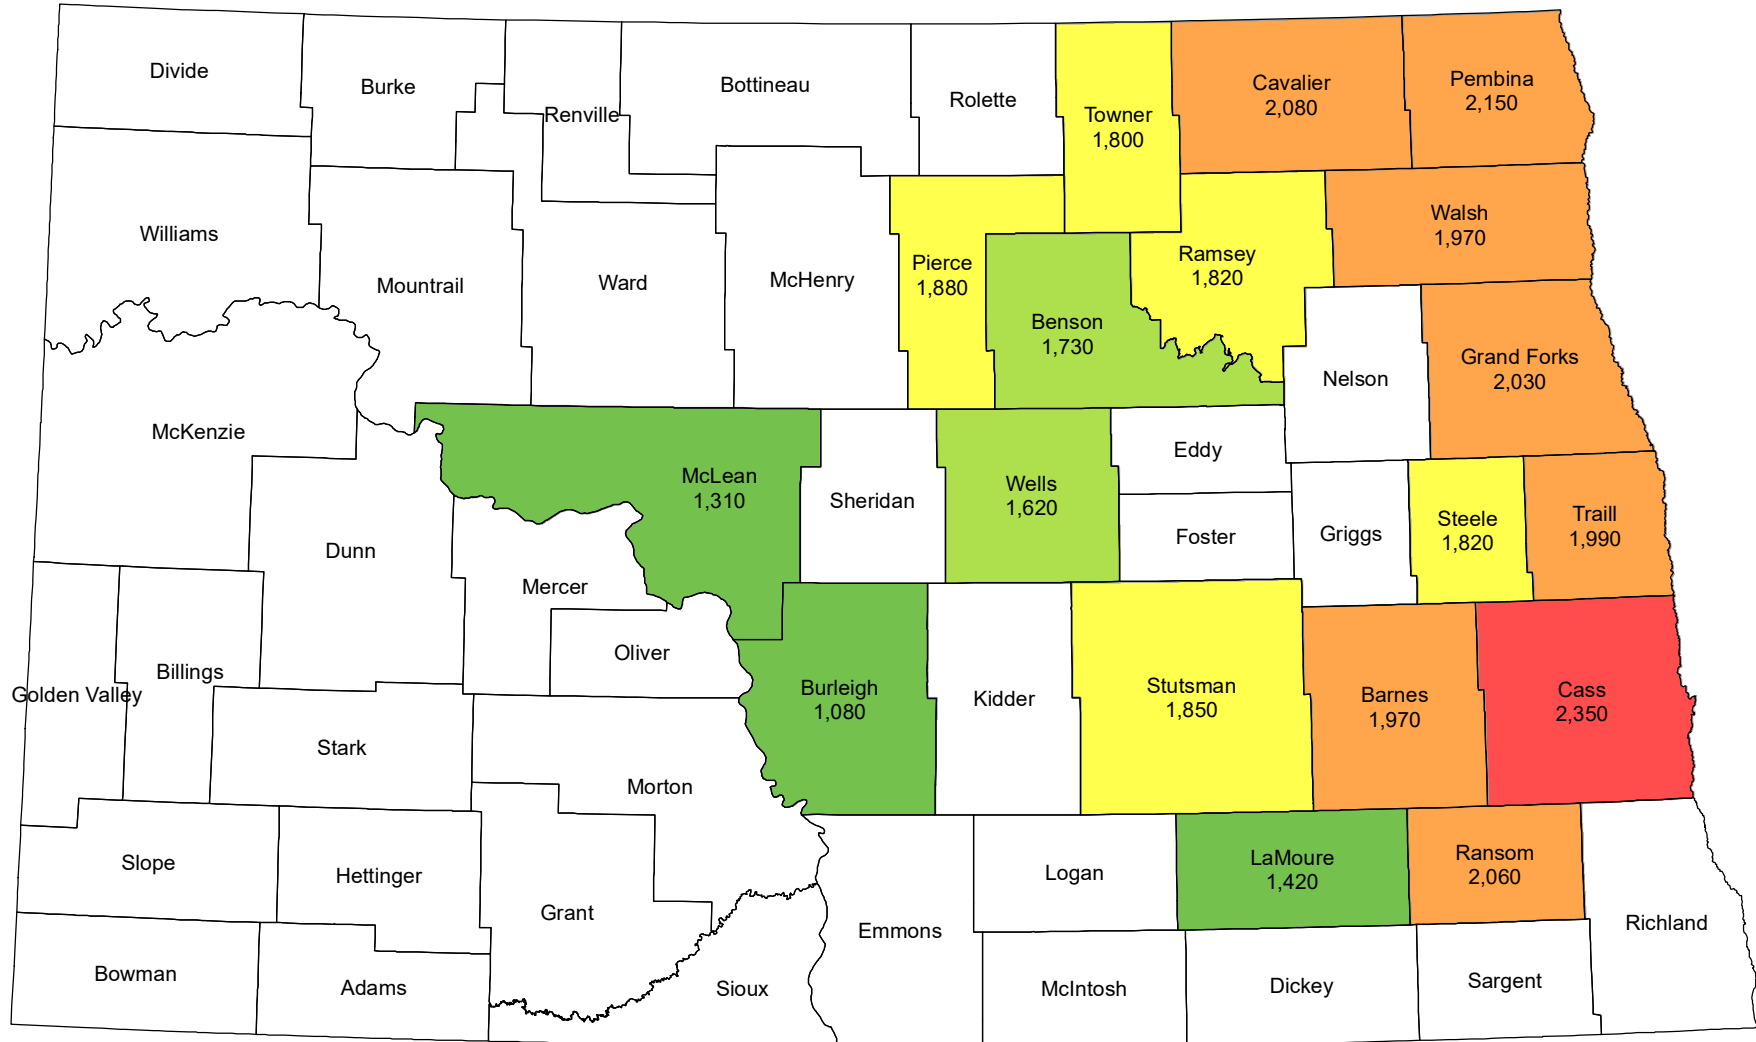 Divide
Burke
Renville
Bottineau
Rolette
Towner
1,800
Cavalier
2,080
Pembina
2,150
Williams
Mountrail
Ward
McHenry
Pierce
1,880
Benson
1,730
Ramsey
1,820
Walsh
1,970
Nelson
Grand Forks
2,030
McKenzie
Dunn
McLean
1,310
Sheridan
Wells
1,620
Eddy
Foster
Griggs
Steele
1,820
Traill
1,990
Mercer
Oliver
Golden Valley
Billings
Stark
Morton
Burleigh
1,080
Kidder
Stutsman
1,850
Barnes
1,970
Cass
2,350
Slope
Hettinger
Grant
Emmons
Logan
LaMoure
1,420
Ransom
2,060
Richland
Bowman
Adams
Sioux
McIntosh
Dickey
Sargent